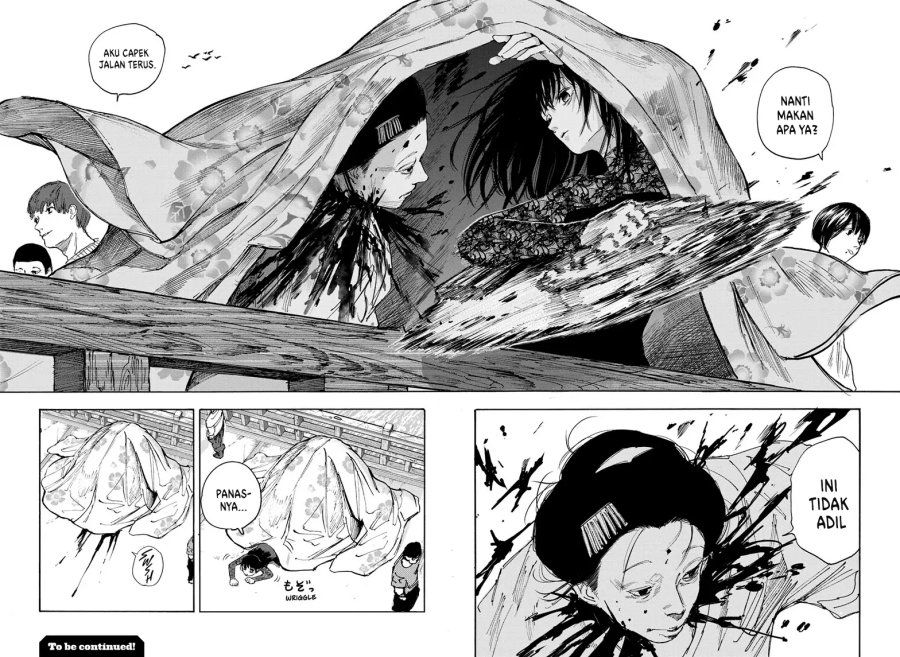 NANTI
MAKAN
APA YA?
AKU CAPEK
JALAN TERUS.
INI
TIDAK
ADIL
PANAS-
NYA...
もぞっ
WRIGGLE
To be continued!